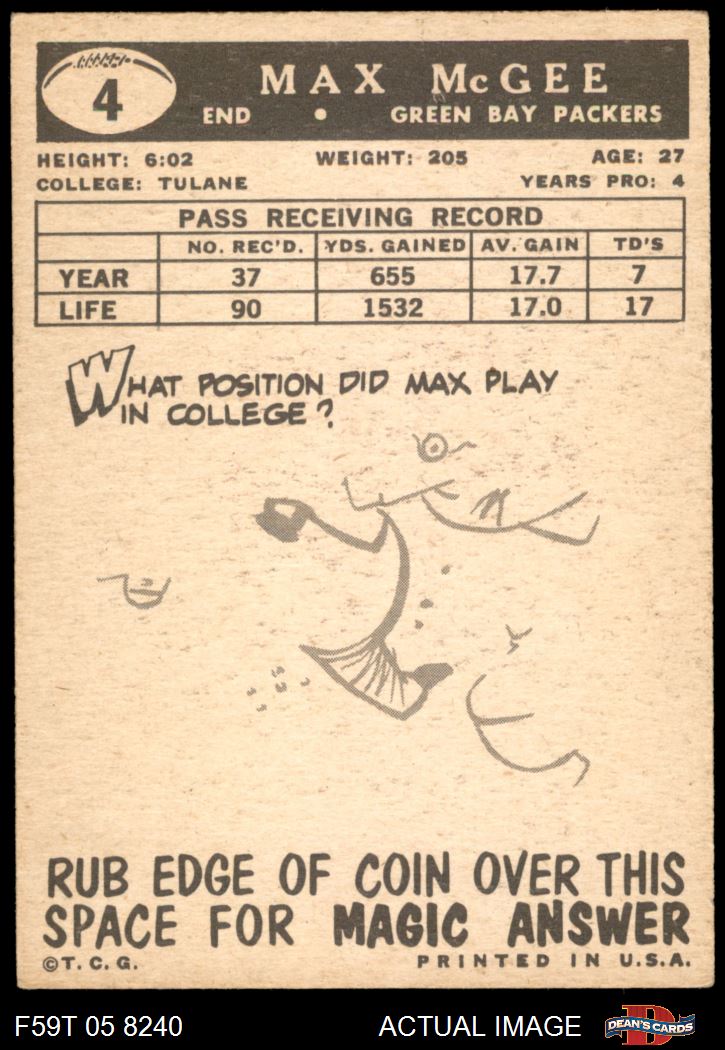 4
MAX McGEE
END • GREEN BAY PACKERS
HEIGHT: 6:02 WEIGHT: 205 AGE: 27
COLLEGE: TULANE YEARS PRO: 4
PASS RECEIVING RECORD
NO. REC'D. YDS. GAINED AV. GAIN TD'S
YEAR 37 655 17.7 7
LIFE 90 1532 17.0 17
WHAT POSITION DID MAX PLAY
IN COLLEGE?
RUB EDGE OF COIN OVER THIS
SPACE FOR MAGIC ANSWER
©T. C. G. PRINTED IN U.S.A.
F59T 05 8240 ACTUAL IMAGE D DEAN'S CARDS